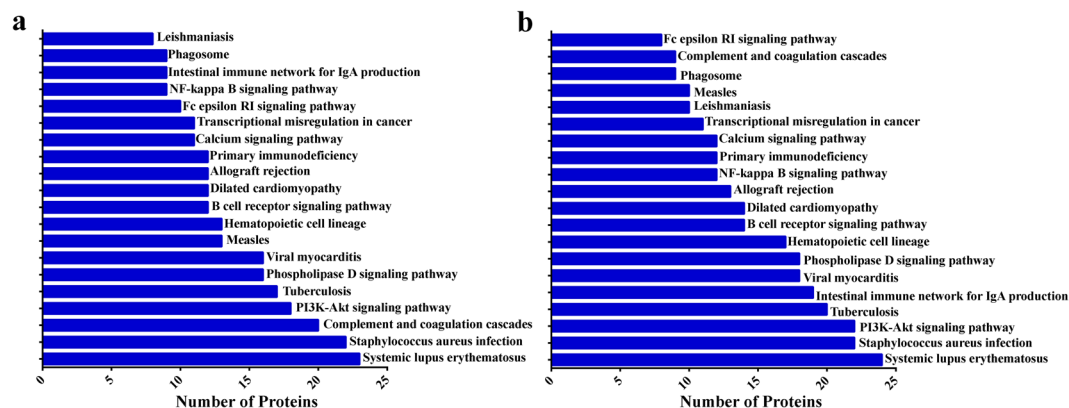 a
Leishmaniasis
Phagosome
Intestinal immune network for IgA production
NF-kappa B signaling pathway
Fc epsilon RI signaling pathway
Transcriptional misregulation in cancer
Calcium signaling pathway
Primary immunodeficiency
Allograft rejection
Dilated cardiomyopathy
B cell receptor signaling pathway
Hematopoietic cell lineage
Measles
Viral myocarditis
Phospholipase D signaling pathway
Tuberculosis
PI3K-Akt signaling pathway
Complement and coagulation cascades
Staphylococcus aureus infection
Systemic lupus erythematosus
0 5 10 15 20 25
Number of Proteins
b
Fc epsilon RI signaling pathway
Complement and coagulation cascades
Phagosome
Measles
Leishmaniasis
Transcriptional misregulation in cancer
Calcium signaling pathway
Primary immunodeficiency
NF-kappa B signaling pathway
Allograft rejection
Dilated cardiomyopathy
B cell receptor signaling pathway
Hematopoietic cell lineage
Phospholipase D signaling pathway
Viral myocarditis
Intestinal immune network for IgA production
Tuberculosis
PI3K-Akt signaling pathway
Staphylococcus aureus infection
Systemic lupus erythematosus
0 5 10 15 20 25
Number of Proteins